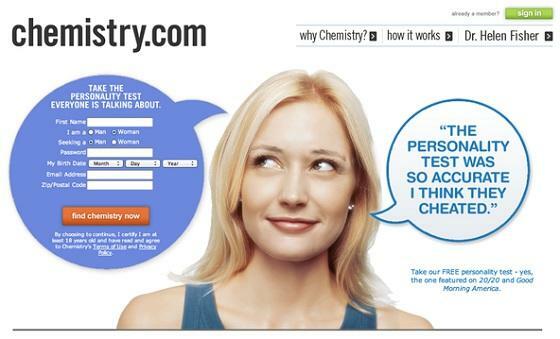 already a member? sign in
chemistry.com
why Chemistry? how it works Dr. Helen Fisher
TAKE THE
PERSONALITY TEST
EVERYONE IS TALKING ABOUT.
First Name
I am a Man Woman
Seeking a Man Woman
Password
My Birth Date Month Day Year
Email Address
Zip/Postal Code
find chemistry now
By choosing to continue, I certify I am at
least 18 years old and have read and agree
to Chemistry's Terms of Use and Privacy
Policy.
“THE
PERSONALITY
TEST WAS
SO ACCURATE
I THINK THEY
CHEATED.”
Take our FREE personality test - yes,
the one featured on 20/20 and Good
Morning America.